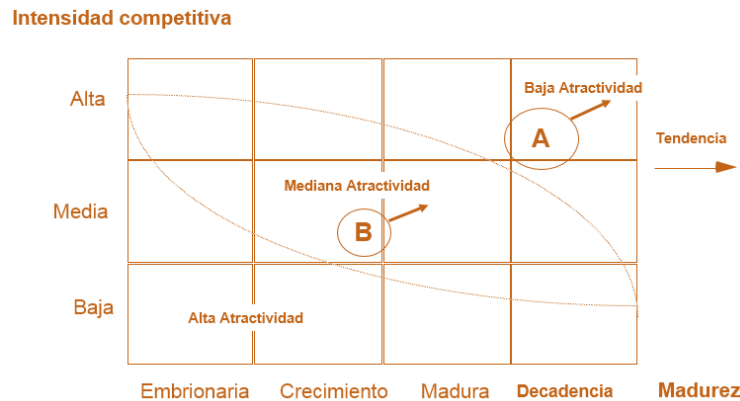 Intensidad competitiva
Baja Atractividad
Alta
A
Tendencia
Mediana Atractividad
Media
B
Baja
Alta Atractividad
Embrionaria Crecimiento Madura Decadencia Madurez